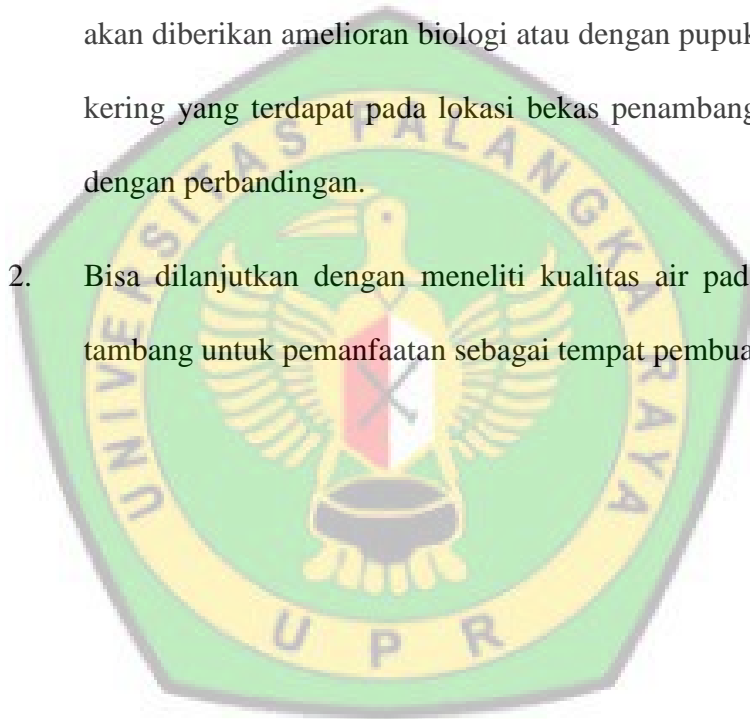 akan diberikan amelioran biologi atau dengan pupuk
kering yang terdapat pada lokasi bekas penambang
dengan perbandingan.
2. Bisa dilanjutkan dengan meneliti kualitas air pad
tambang untuk pemanfaatan sebagai tempat pembua
UNIVERSITAS PALANGKA RAYA
UPR